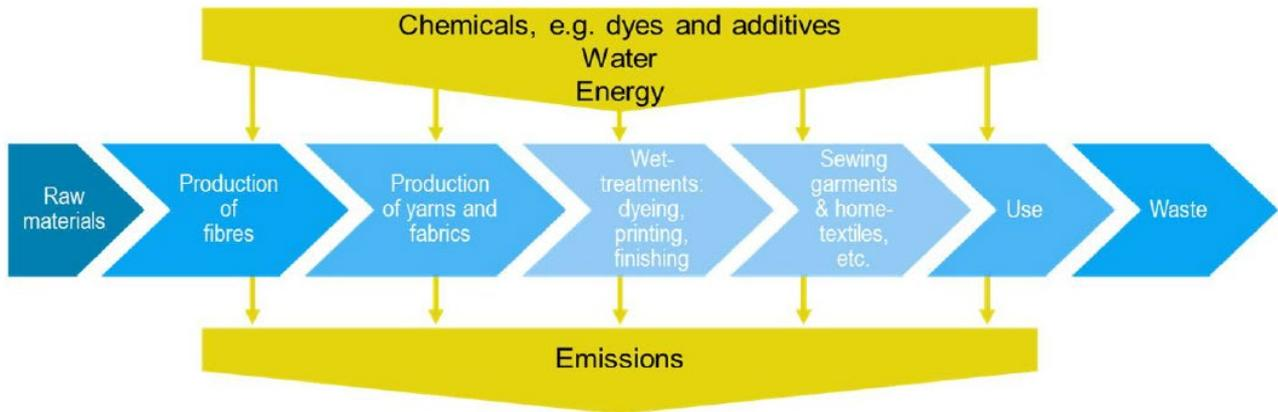 Chemicals, e.g. dyes and additives
Water
Energy
Raw
materials
Production
of
fibres
Production
of yarns and
fabrics
Wet-
treatments:
dyeing,
printing,
finishing
Sewing
garments
& home-
textiles,
etc.
Use
Waste
Emissions